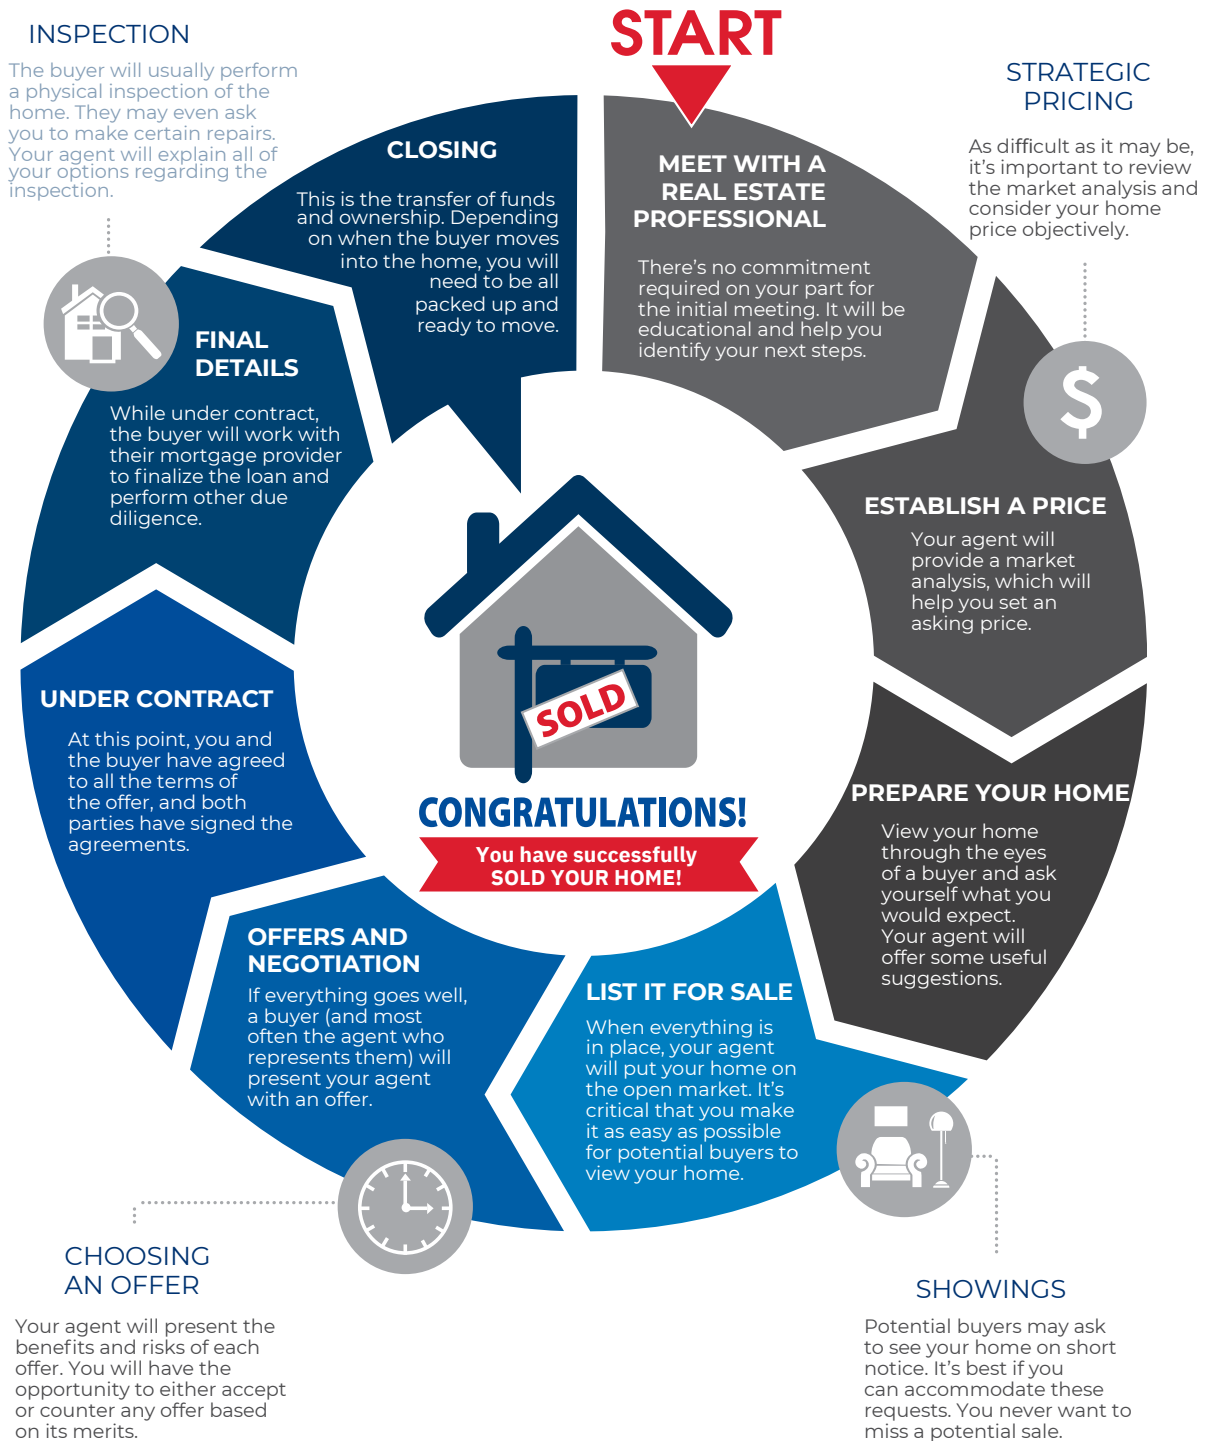 START
MEET WITH A
REAL ESTATE
PROFESSIONAL
There's no commitment
required on your part for
the initial meeting. It will be
educational and help you
identify your next steps.
STRATEGIC
PRICING
As difficult as it may be,
it's important to review
the market analysis and
consider your home
price objectively.
ESTABLISH A PRICE
Your agent will
provide a market
analysis, which will
help you set an
asking price.
PREPARE YOUR HOME
View your home
through the eyes
of a buyer and ask
yourself what you
would expect.
Your agent will
offer some useful
suggestions.
LIST IT FOR SALE
When everything is
in place, your agent
will put your home on
the open market. It's
critical that you make
it as easy as possible
for potential buyers to
view your home.
SHOWINGS
Potential buyers may ask
to see your home on short
notice. It's best if you
can accommodate these
requests. You never want to
miss a potential sale.
OFFERS AND
NEGOTIATION
If everything goes well,
a buyer (and most
often the agent who
represents them) will
present your agent
with an offer.
CHOOSING
AN OFFER
Your agent will present the
benefits and risks of each
offer. You will have the
opportunity to either accept
or counter any offer based
on its merits.
UNDER CONTRACT
At this point, you and
the buyer have agreed
to all the terms of
the offer, and both
parties have signed the
agreements.
FINAL
DETAILS
While under contract,
the buyer will work with
their mortgage provider
to finalize the loan and
perform other due
diligence.
INSPECTION
The buyer will usually perform
a physical inspection of the
home. They may even ask
you to make certain repairs.
Your agent will explain all of
your options regarding the
inspection.
CLOSING
This is the transfer of funds
and ownership. Depending
on when the buyer moves
into the home, you will
need to be all
packed up and
ready to move.
$
SOLD
CONGRATULATIONS!
You have successfully
SOLD YOUR HOME!